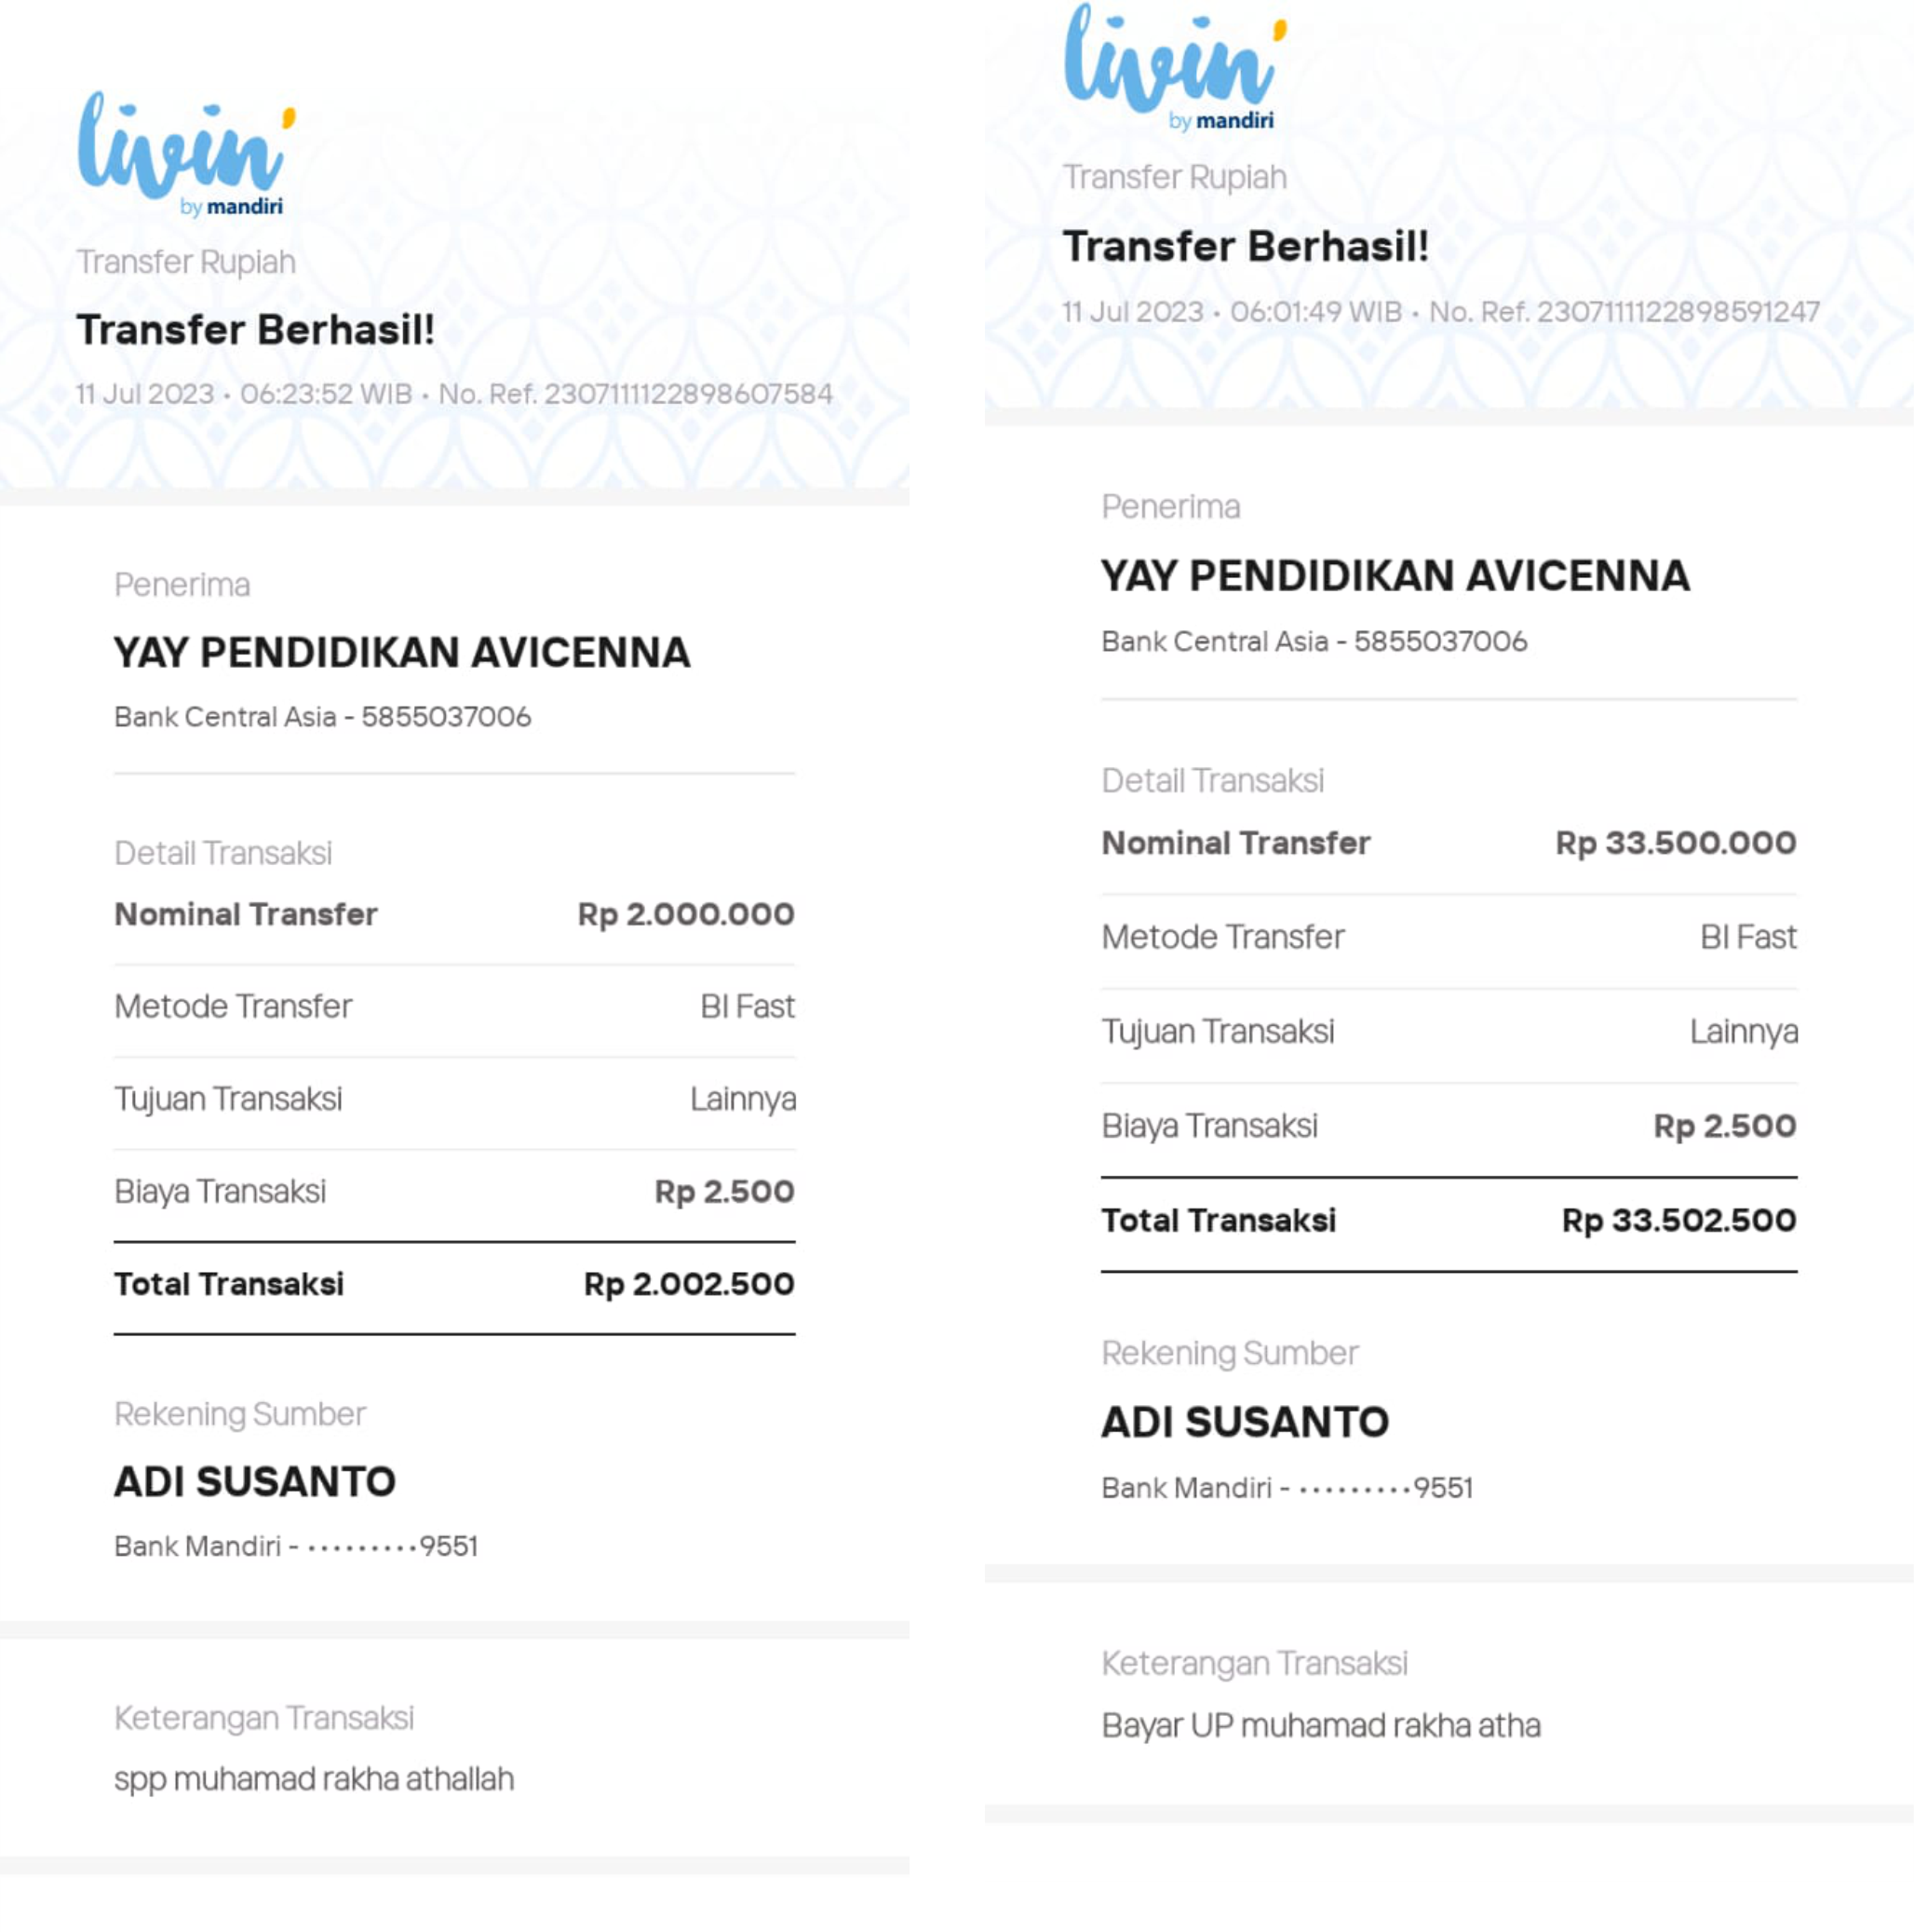 livin'
by mandiri
Transfer Rupiah
Transfer Berhasil!
11 Jul 2023 • 06:23:52 WIB • No. Ref. 2307111122898607584
Penerima
YAY PENDIDIKAN AVICENNA
Bank Central Asia - 5855037006
Detail Transaksi
Nominal Transfer Rp 2.000.000
Metode Transfer BI Fast
Tujuan Transaksi Lainnya
Biaya Transaksi Rp 2.500
Total Transaksi Rp 2.002.500
Rekening Sumber
ADI SUSANTO
Bank Mandiri - •••••••••9551
Keterangan Transaksi
spp muhamad rakha athallah
livin'
by mandiri
Transfer Rupiah
Transfer Berhasil!
11 Jul 2023 • 06:01:49 WIB • No. Ref. 2307111122898591247
Penerima
YAY PENDIDIKAN AVICENNA
Bank Central Asia - 5855037006
Detail Transaksi
Nominal Transfer Rp 33.500.000
Metode Transfer BI Fast
Tujuan Transaksi Lainnya
Biaya Transaksi Rp 2.500
Total Transaksi Rp 33.502.500
Rekening Sumber
ADI SUSANTO
Bank Mandiri - •••••••••9551
Keterangan Transaksi
Bayar UP muhamad rakha atha